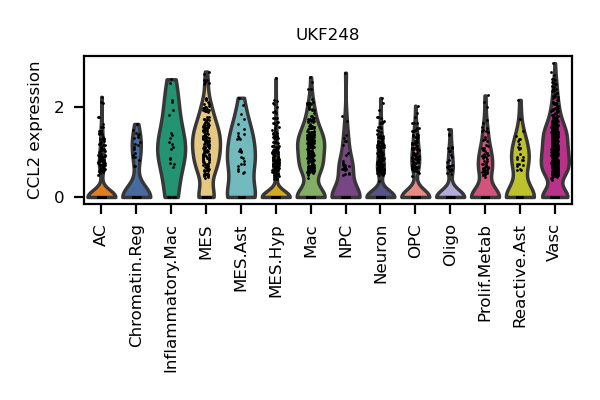 UKF248
CCL2 expression
2
0
AC
Chromatin.Reg
Inflammatory.Mac
MES
MES.Ast
MES.Hyp
Mac
NPC
Neuron
OPC
Oligo
Prolif.Metab
Reactive.Ast
Vasc